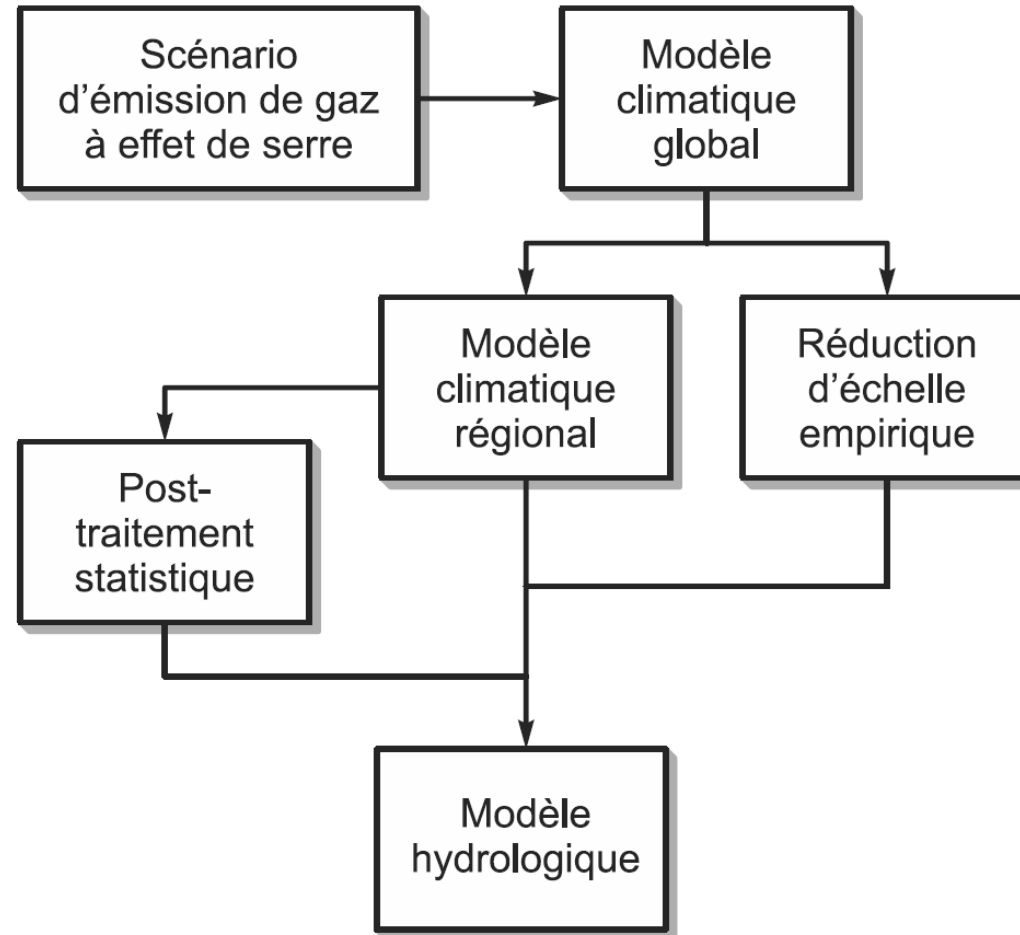 Scénario
d'émission de gaz
à effet de serre
Modèle
climatique
global
Modèle
climatique
régional
Réduction
d'échelle
empirique
Post-
traitement
statistique
Modèle
hydrologique